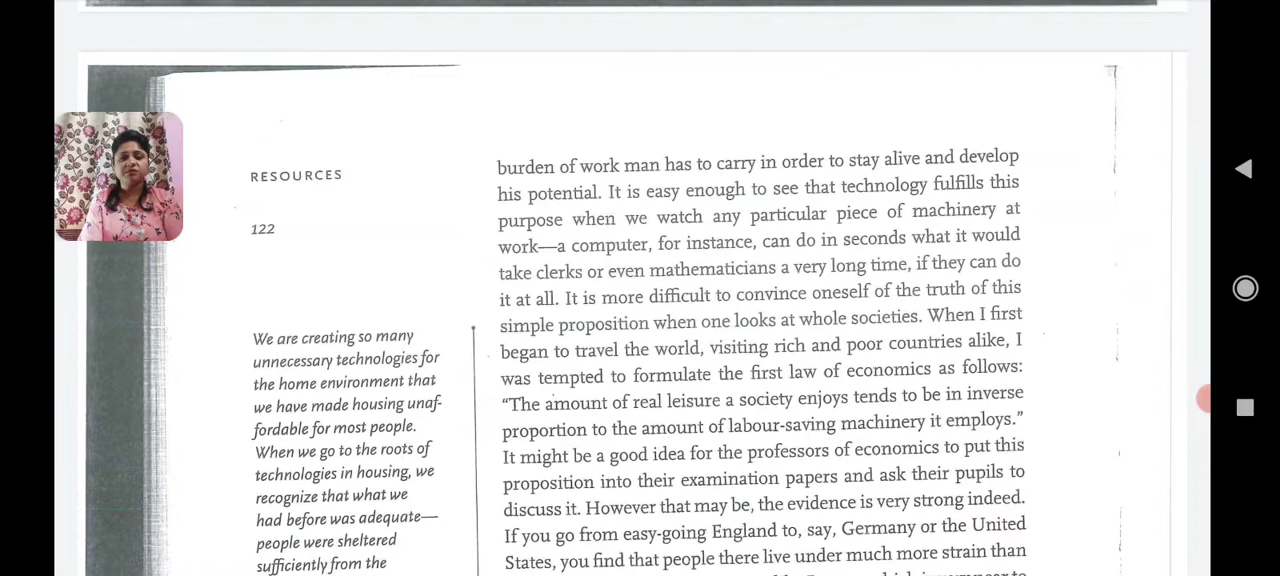 RESOURCES
122
We are creating so many
unnecessary technologies for
the home environment that
we have made housing unaf-
fordable for most people.
When we go to the roots of
technologies in housing, we
recognize that what we
had before was adequate—
people were sheltered
sufficiently from the
burden of work man has to carry in order to stay alive and develop
his potential. It is easy enough to see that technology fulfills this
purpose when we watch any particular piece of machinery at
work—a computer, for instance, can do in seconds what it would
take clerks or even mathematicians a very long time, if they can do
it at all. It is more difficult to convince oneself of the truth of this
simple proposition when one looks at whole societies. When I first
began to travel the world, visiting rich and poor countries alike, I
was tempted to formulate the first law of economics as follows:
“The amount of real leisure a society enjoys tends to be in inverse
proportion to the amount of labour-saving machinery it employs.”
It might be a good idea for the professors of economics to put this
proposition into their examination papers and ask their pupils to
discuss it. However that may be, the evidence is very strong indeed.
If you go from easy-going England to, say, Germany or the United
States, you find that people there live under much more strain than